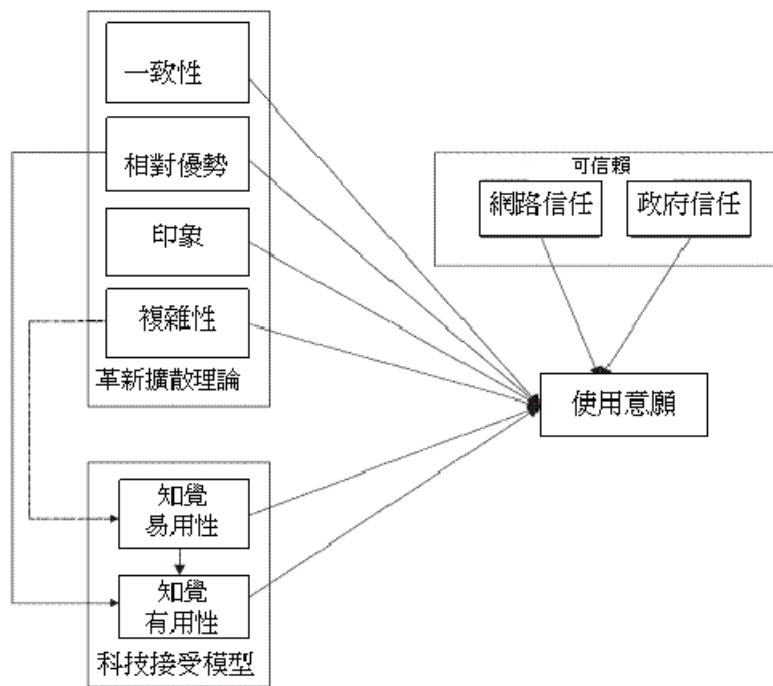 一致性
相對優勢
印象
複雜性
革新擴散理論
可信賴
網路信任
政府信任
使用意願
知覺
易用性
知覺
有用性
科技接受模型